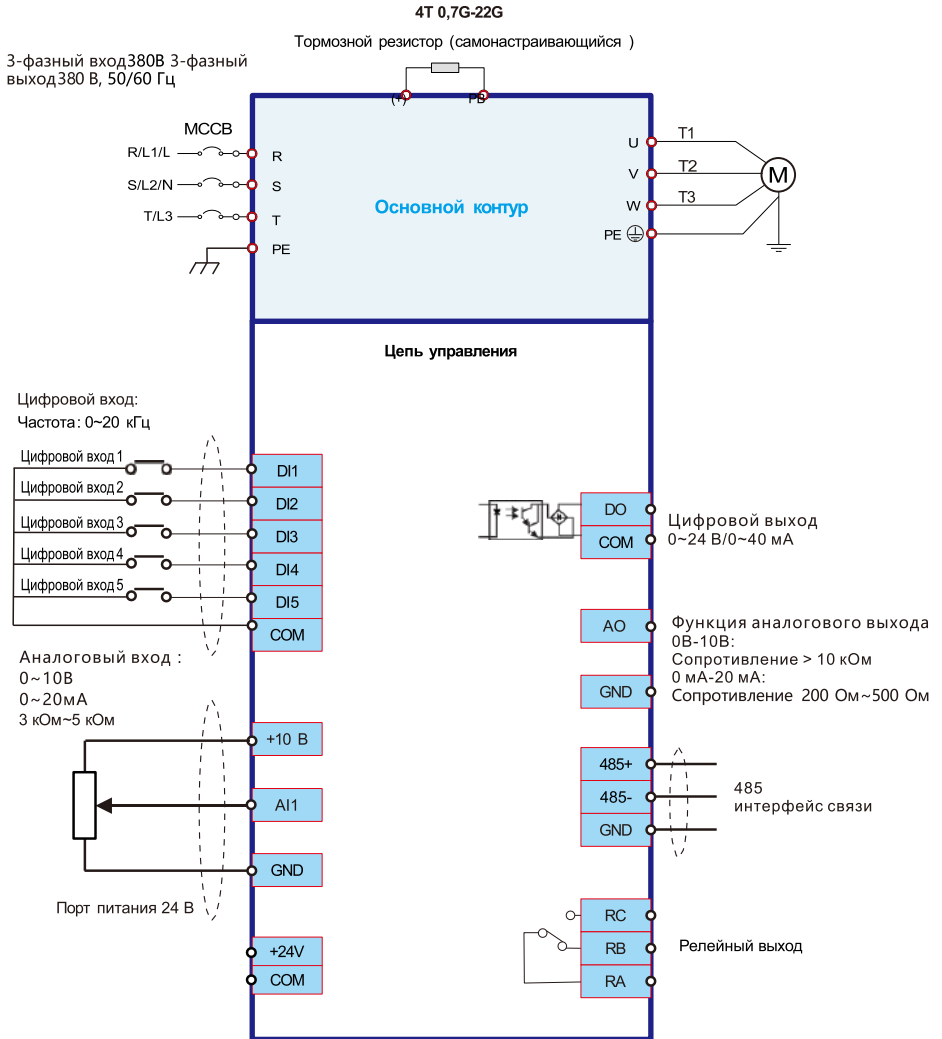 4T 0,7G-22G
Тормозной резистор (самонастраивающийся )
3-фазный вход380В 3-фазный
выход380 В, 50/60 Гц
(+)
PB
MCCB
R/L1/L
R
S/L2/N
S
T/L3
T
PE
Основной контур
U
T1
V
T2
W
T3
PE
M
Цепь управления
Цифровой вход:
Частота: 0~20 кГц
Цифровой вход 1
DI1
Цифровой вход 2
DI2
Цифровой вход 3
DI3
Цифровой вход 4
DI4
Цифровой вход 5
DI5
COM
DO
COM
Цифровой выход
0~24 В/0~40 мА
AO
GND
Функция аналогового выхода
0В-10В:
Сопротивление > 10 кОм
0 мА-20 мА:
Сопротивление 200 Ом~500 Ом
Аналоговый вход :
0~10В
0~20мА
3 кОм~5 кОм
+10 В
AI1
GND
485+
485-
GND
485
интерфейс связи
Порт питания 24 В
+24V
COM
RC
RB
RA
Релейный выход